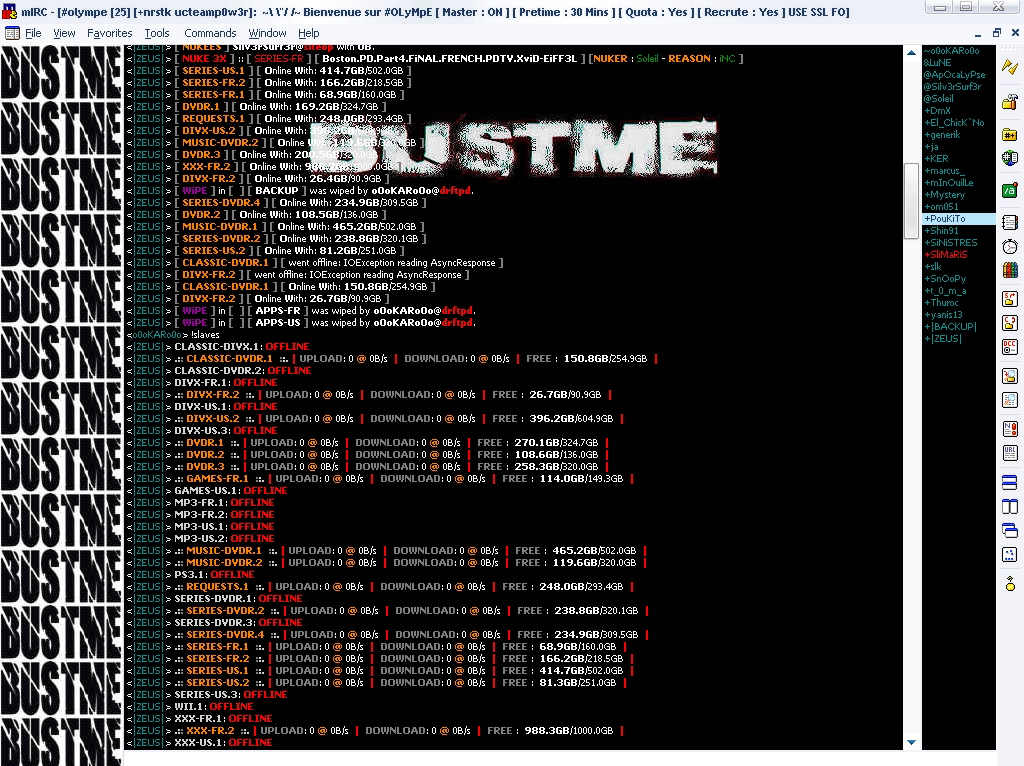 mIRC - [#olympe [25] [+nrstk ucteamp0w3r]: ~\ \"/ /~ Bienvenue sur #OLyMpE [ Master : ON ] [ Pretime : 30 Mins ] [ Quota : Yes ] [ Recrute : Yes ] USE SSL FO]
File View Favorites Tools Commands Window Help
<|ZEUS|> [ NUKEES ] Silv3rSurf3r@siteop with 0B.
<|ZEUS|> [ NUKE 3X ] :: [ SERIES-FR ] [ Boston.PD.Part4.FiNAL.FRENCH.PDTV.XviD-EiFF3L ] [NUKER : Soleil - REASON : iNC ]
<|ZEUS|> [ SERIES-US.1 ] [ Online With: 414.7GB/502.0GB ]
<|ZEUS|> [ SERIES-FR.2 ] [ Online With: 166.2GB/218.5GB ]
<|ZEUS|> [ SERIES-FR.1 ] [ Online With: 68.9GB/160.0GB ]
<|ZEUS|> [ DVDR.1 ] [ Online With: 169.2GB/324.7GB ]
<|ZEUS|> [ REQUESTS.1 ] [ Online With: 248.0GB/293.4GB ]
<|ZEUS|> [ DIVX-US.2 ] [ Online With:
<|ZEUS|> [ MUSIC-DVDR.2 ] [ Online With: 119.6GB/320.0GB ]
<|ZEUS|> [ DVDR.3 ] [ Online With:
<|ZEUS|> [ XXX-FR.2 ] [ Online With:
<|ZEUS|> [ DIVX-FR.2 ] [ Online With: 26.4GB/90.9GB ]
BUSTME
<|ZEUS|> [ WiPE ] in [ ] [ BACKUP ] was wiped by oOoKARoOo@drftpd.
<|ZEUS|> [ SERIES-DVDR.4 ] [ Online With: 234.9GB/309.5GB ]
<|ZEUS|> [ DVDR.2 ] [ Online With: 108.5GB/136.0GB ]
<|ZEUS|> [ MUSIC-DVDR.1 ] [ Online With: 465.2GB/502.0GB ]
<|ZEUS|> [ SERIES-DVDR.2 ] [ Online With: 238.8GB/320.1GB ]
<|ZEUS|> [ SERIES-US.2 ] [ Online With: 81.2GB/251.0GB ]
<|ZEUS|> [ CLASSIC-DVDR.1 ] [ went offline: IOException reading AsyncResponse ]
<|ZEUS|> [ DIVX-FR.2 ] [ went offline: IOException reading AsyncResponse ]
<|ZEUS|> [ CLASSIC-DVDR.1 ] [ Online With: 150.8GB/254.9GB ]
<|ZEUS|> [ DIVX-FR.2 ] [ Online With: 26.7GB/90.9GB ]
<|ZEUS|> [ WiPE ] in [ ] [ APPS-FR ] was wiped by oOoKARoOo@drftpd.
<|ZEUS|> [ WiPE ] in [ ] [ APPS-US ] was wiped by oOoKARoOo@drftpd.
<oOoKARoOo> !slaves
<|ZEUS|> CLASSIC-DIVX.1: OFFLINE
<|ZEUS|> .:: CLASSIC-DVDR.1 ::. | UPLOAD: 0 @ 0B/s | DOWNLOAD: 0 @ 0B/s | FREE : 150.8GB/254.9GB |
<|ZEUS|> CLASSIC-DVDR.2: OFFLINE
<|ZEUS|> DIVX-FR.1: OFFLINE
<|ZEUS|> .:: DIVX-FR.2 ::. | UPLOAD: 0 @ 0B/s | DOWNLOAD: 0 @ 0B/s | FREE : 26.7GB/90.9GB |
<|ZEUS|> DIVX-US.1: OFFLINE
<|ZEUS|> .:: DIVX-US.2 ::. | UPLOAD: 0 @ 0B/s | DOWNLOAD: 0 @ 0B/s | FREE : 396.2GB/604.9GB |
<|ZEUS|> DIVX-US.3: OFFLINE
<|ZEUS|> .:: DVDR.1 ::. | UPLOAD: 0 @ 0B/s | DOWNLOAD: 0 @ 0B/s | FREE : 270.1GB/324.7GB |
<|ZEUS|> .:: DVDR.2 ::. | UPLOAD: 0 @ 0B/s | DOWNLOAD: 0 @ 0B/s | FREE : 108.6GB/136.0GB |
<|ZEUS|> .:: DVDR.3 ::. | UPLOAD: 0 @ 0B/s | DOWNLOAD: 0 @ 0B/s | FREE : 258.3GB/320.0GB |
<|ZEUS|> .:: GAMES-FR.1 ::. | UPLOAD: 0 @ 0B/s | DOWNLOAD: 0 @ 0B/s | FREE : 114.0GB/149.3GB |
<|ZEUS|> GAMES-US.1: OFFLINE
<|ZEUS|> MP3-FR.1: OFFLINE
<|ZEUS|> MP3-FR.2: OFFLINE
<|ZEUS|> MP3-US.1: OFFLINE
<|ZEUS|> MP3-US.2: OFFLINE
<|ZEUS|> .:: MUSIC-DVDR.1 ::. | UPLOAD: 0 @ 0B/s | DOWNLOAD: 0 @ 0B/s | FREE : 465.2GB/502.0GB |
<|ZEUS|> .:: MUSIC-DVDR.2 ::. | UPLOAD: 0 @ 0B/s | DOWNLOAD: 0 @ 0B/s | FREE : 119.6GB/320.0GB |
<|ZEUS|> PS3.1: OFFLINE
<|ZEUS|> .:: REQUESTS.1 ::. | UPLOAD: 0 @ 0B/s | DOWNLOAD: 0 @ 0B/s | FREE : 248.0GB/293.4GB |
<|ZEUS|> SERIES-DVDR.1: OFFLINE
<|ZEUS|> .:: SERIES-DVDR.2 ::. | UPLOAD: 0 @ 0B/s | DOWNLOAD: 0 @ 0B/s | FREE : 238.8GB/320.1GB |
<|ZEUS|> SERIES-DVDR.3: OFFLINE
<|ZEUS|> .:: SERIES-DVDR.4 ::. | UPLOAD: 0 @ 0B/s | DOWNLOAD: 0 @ 0B/s | FREE : 234.9GB/309.5GB |
<|ZEUS|> .:: SERIES-FR.1 ::. | UPLOAD: 0 @ 0B/s | DOWNLOAD: 0 @ 0B/s | FREE : 68.9GB/160.0GB |
<|ZEUS|> .:: SERIES-FR.2 ::. | UPLOAD: 0 @ 0B/s | DOWNLOAD: 0 @ 0B/s | FREE : 166.2GB/218.5GB |
<|ZEUS|> .:: SERIES-US.1 ::. | UPLOAD: 0 @ 0B/s | DOWNLOAD: 0 @ 0B/s | FREE : 414.7GB/502.0GB |
<|ZEUS|> .:: SERIES-US.2 ::. | UPLOAD: 0 @ 0B/s | DOWNLOAD: 0 @ 0B/s | FREE : 81.3GB/251.0GB |
<|ZEUS|> SERIES-US.3: OFFLINE
<|ZEUS|> WII.1: OFFLINE
<|ZEUS|> XXX-FR.1: OFFLINE
<|ZEUS|> .:: XXX-FR.2 ::. | UPLOAD: 0 @ 0B/s | DOWNLOAD: 0 @ 0B/s | FREE : 988.3GB/1000.0GB |
<|ZEUS|> XXX-US.1: OFFLINE
~oOoKARoOo
&LuNE
@ApOcaLyPse
@Silv3rSurf3r
@Soleil
+DmX
+El_ChicK^No
+generik
+ja
+KER
+marcus_
+mInOuilLe
+Mystery
+om051
+PouKiTo
+Shin91
+SiNiSTRES
+SliMaRiS
+slk
+SnOoPy
+t_0_m_a
+Thumc
+yanis13
+|BACKUP|
+|ZEUS|
BUSTME